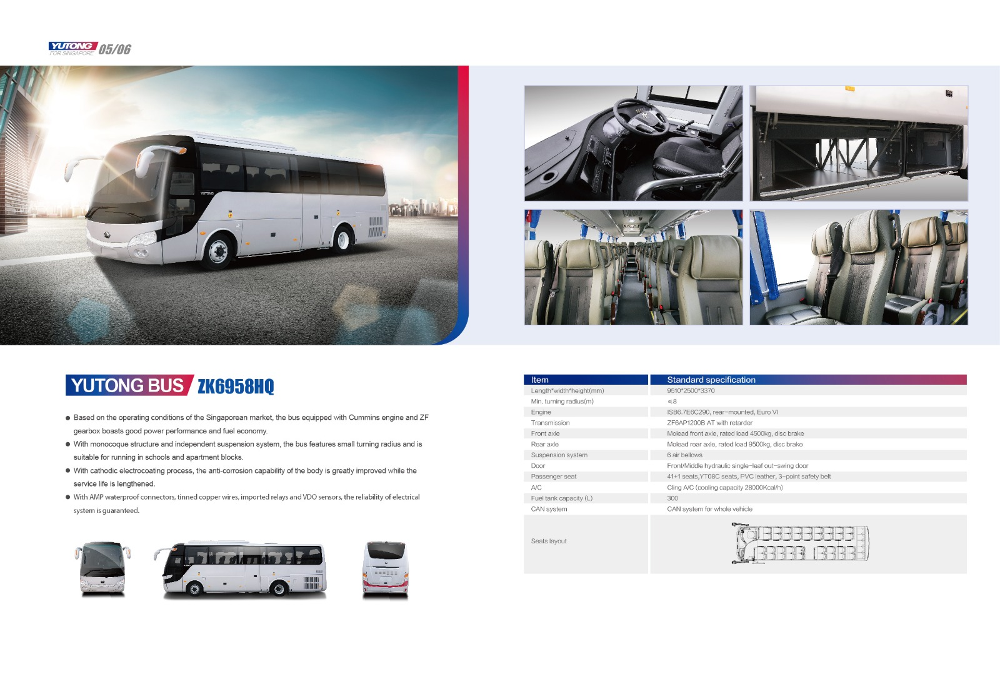 YUTONG
FOR SINGAPORE
05/06
YUTONG
YUTONG BUS ZK6958HQ
● Based on the operating conditions of the Singaporean market, the bus equipped with Cummins engine and ZF
gearbox boasts good power performance and fuel economy.
● With monocoque structure and independent suspension system, the bus features small turning radius and is
suitable for running in schools and apartment blocks.
● With cathodic electrocoating process, the anti-corrosion capability of the body is greatly improved while the
service life is lengthened.
● With AMP waterproof connectors, tinned copper wires, imported relays and VDO sensors, the reliability of electrical
system is guaranteed.
Item Standard specification
Length*width*height(mm) 9510*2500*3370
Min. turning radius(m) ≤8
Engine ISB6.7E6C290, rear-mounted, Euro VI
Transmission ZF6AP1200B AT with retarder
Front axle Molead front axle, rated load 4500kg, disc brake
Rear axle Molead rear axle, rated load 9500kg, disc brake
Suspension system 6 air bellows
Door Front/Middle hydraulic single-leaf out-swing door
Passenger seat 41+1 seats,YT08C seats, PVC leather, 3-point safety belt
A/C Cling A/C (cooling capacity 28000Kcal/h)
Fuel tank capacity (L) 300
CAN system CAN system for whole vehicle
Seats layout